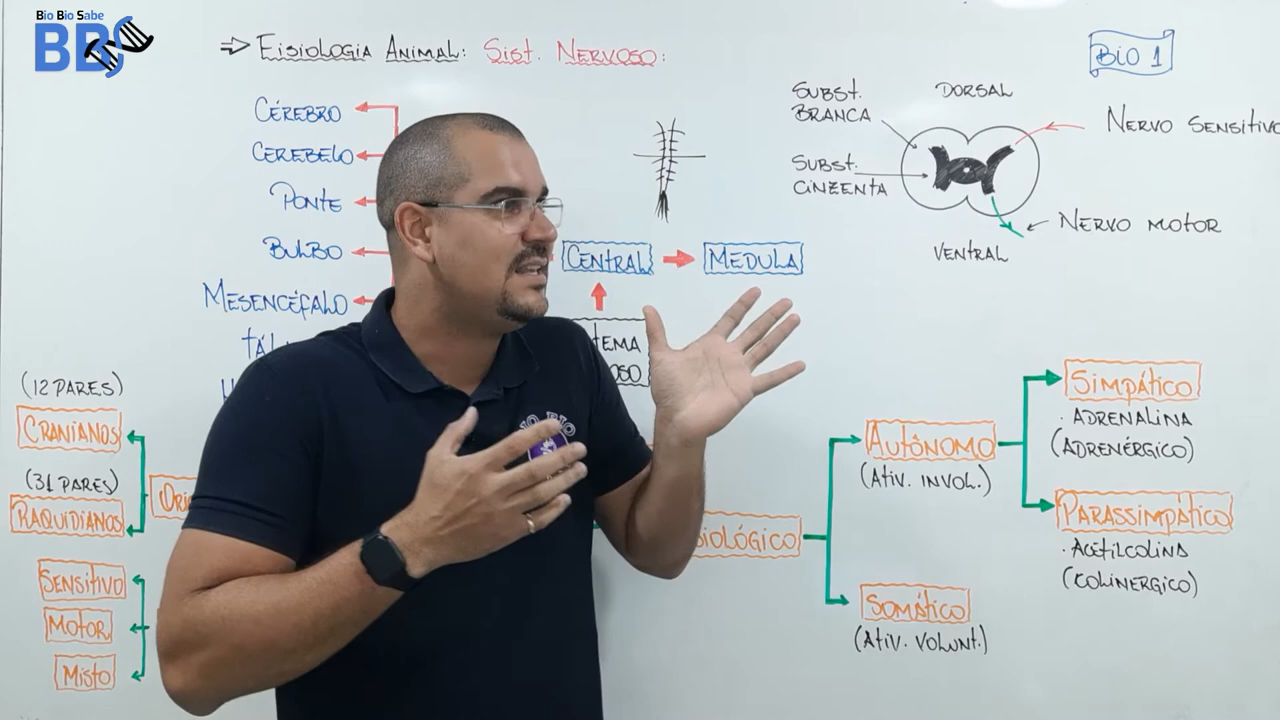 Bio Bio Sabe
BBS
⇒ Fisiologia Animal: Sist. Nervoso:
BIO 1
CÉREBRO
CEREBELO
PONTE
BULBO
MESENCÉFALO
CENTRAL
MEDULA
SUBST.
BRANCA
SUBST.
CINZENTA
DORSAL
VENTRAL
NERVO SENSITIVO
NERVO MOTOR
(12 PARES)
CRANIANOS
(31 PARES)
RAQUIDIANOS
SENSITIVO
MOTOR
MISTO
AUTÔNOMO
(ATIV. INVOL.)
SOMÁTICO
(ATIV. VOLUNT.)
SIMPÁTICO
· ADRENALINA
(ADRENÉRGICO)
PARASSIMPÁTICO
· ACETILCOLINA
(COLINERGICO)